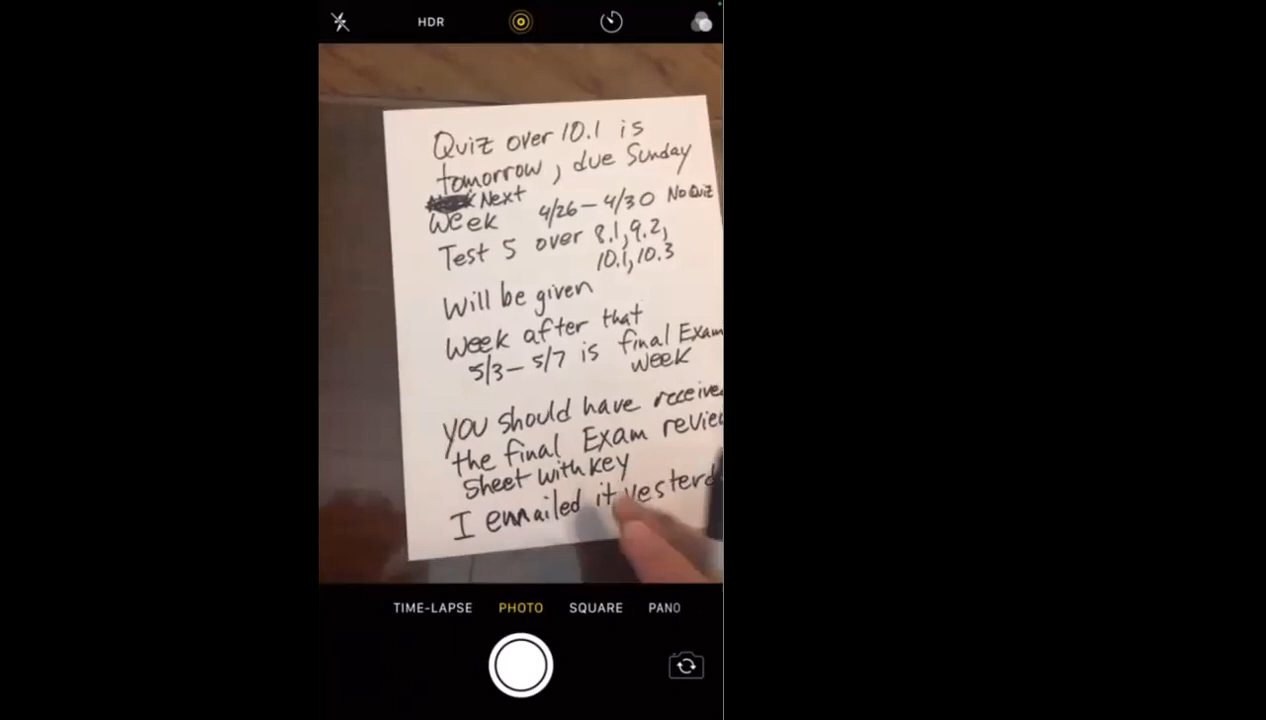 HDR
Quiz over 10.1 is
tomorrow, due Sunday
Next
Week 4/26 – 4/30 No Quiz
Test 5 over 8.1, 9.2,
10.1, 10.3
Will be given
Week after that
5/3 – 5/7 is final Exam
week
you should have receive
the final Exam review
Sheet with key
I emailed it yesterd
TIME-LAPSE PHOTO SQUARE PANO